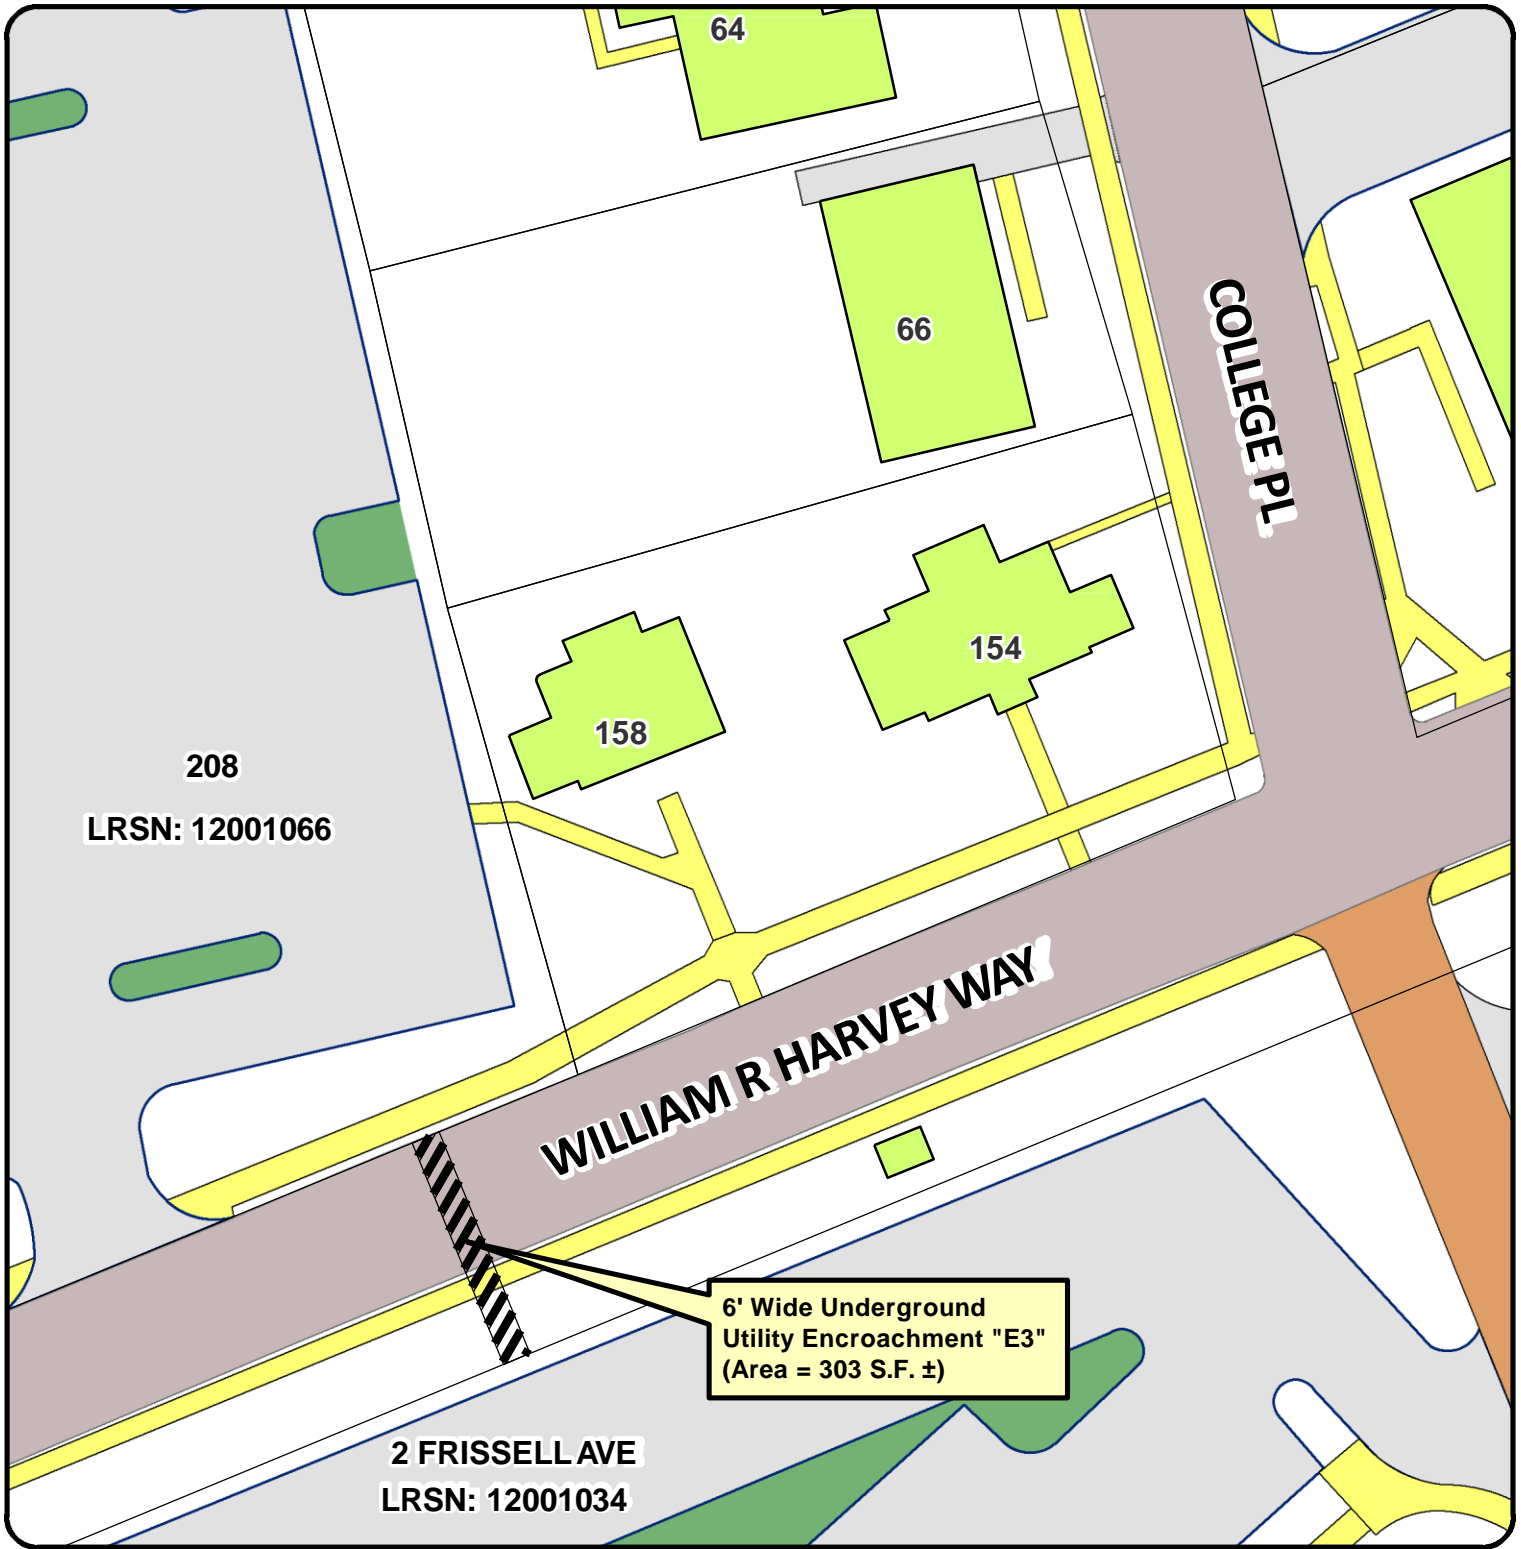 64
66
COLLEGE PL
154
158
208
LRSN: 12001066
WILLIAM R HARVEY WAY
6' Wide Underground
Utility Encroachment "E3"
(Area = 303 S.F. ±)
2 FRISSELL AVE
LRSN: 12001034